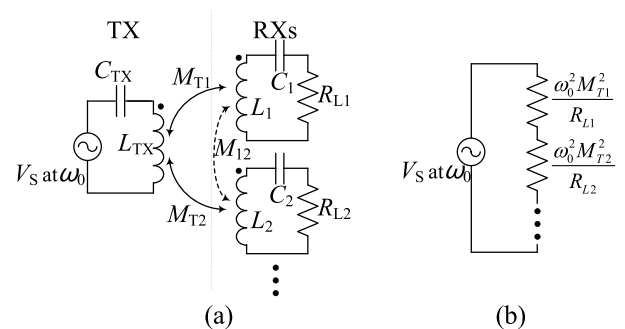 TX
RXs
C_TX
M_T1
C_1
R_L1
L_1
L_TX
V_S at ω_0
M_12
M_T2
C_2
R_L2
L_2
(a)
V_S at ω_0
ω_0^2 M_T1^2
R_L1
ω_0^2 M_T2^2
R_L2
(b)